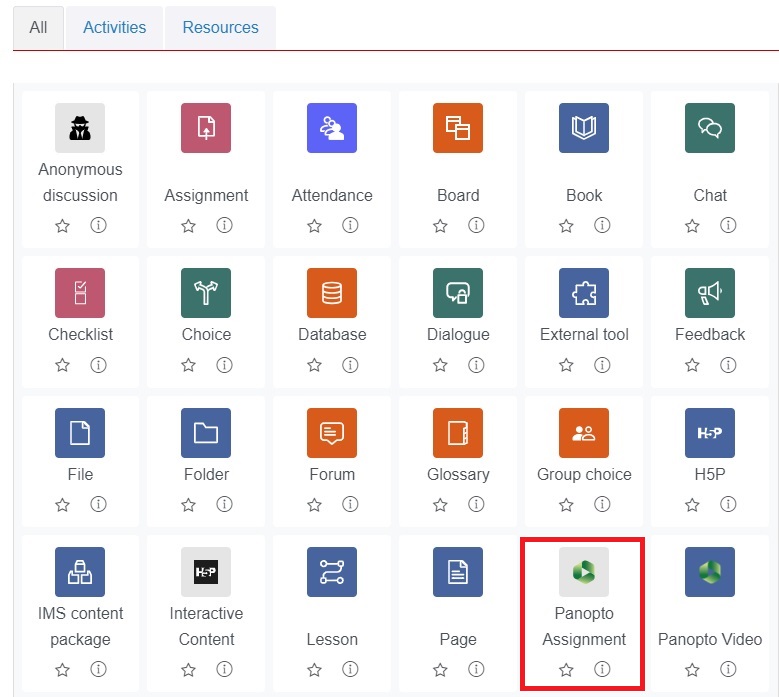 All Activities Resources
Anonymous
discussion Assignment Attendance Board Book Chat
Checklist Choice Database Dialogue External tool Feedback
File Folder Forum Glossary Group choice H5P
H5P
H5P
IMS content Interactive Panopto
package Content Lesson Page Assignment Panopto Video